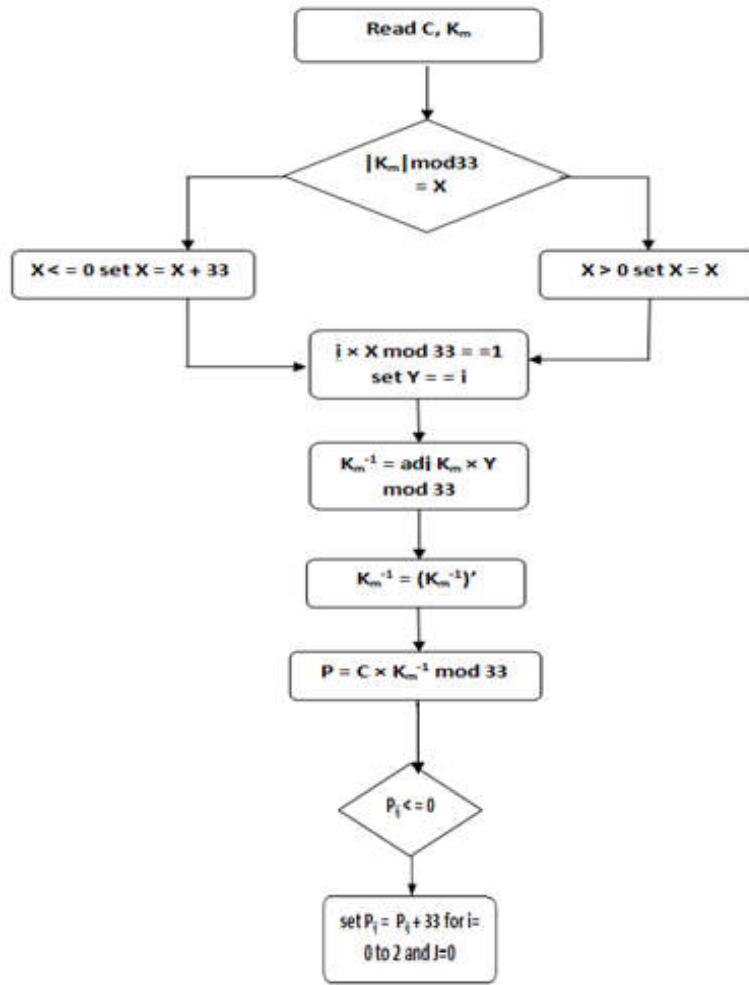 Read C, Kₘ
|Kₘ| mod33
= X
X < = 0 set X = X + 33
X > 0 set X = X
i × X mod 33 = =1
set Y = = i
Kₘ⁻¹ = adj Kₘ × Y
mod 33
Kₘ⁻¹ = (Kₘ⁻¹)’
P = C × Kₘ⁻¹ mod 33
Pᵢⱼ < = 0
set Pᵢⱼ = Pᵢⱼ + 33 for i=
0 to 2 and J=0